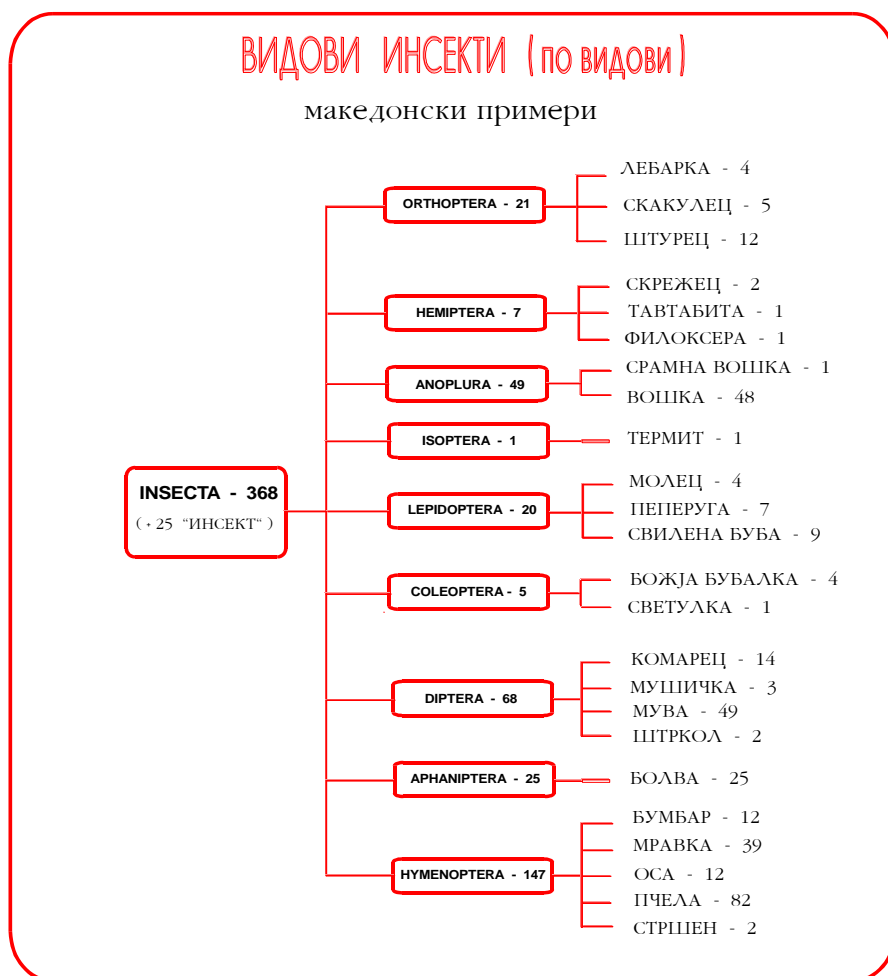 ВИДОВИ ИНСЕКТИ (по видови)
македонски примери
ЛЕБАРКА - 4
ORTHOPTERA - 21
СКАКУЛЕЦ - 5
ШТУРЕЦ - 12
СКРЕЖЕЦ - 2
HEMIPTERA - 7
ТАВТАБИТА - 1
ФИЛОКСЕРА - 1
СРАМНА ВОШКА - 1
ANOPLURA - 49
ВОШКА - 48
ISOPTERA - 1
ТЕРМИТ - 1
INSECTA - 368
(+25 "ИНСЕКТ“)
МОЛЕЦ - 4
LEPIDOPTERA - 20
ПЕПЕРУГА - 7
СВИЛЕНА БУБА - 9
БОЖЈА БУБАЛКА - 4
COLEOPTERA - 5
СВЕТУЛКА - 1
КОМАРЕЦ - 14
DIPTERA - 68
МУШИЧКА - 3
МУВА - 49
ШТРКОЛ - 2
APHANIPTERA - 25
БОЛВА - 25
БУМБАР - 12
МРАВКА - 39
HYMENOPTERA - 147
ОСА - 12
ПЧЕЛА - 82
СТРШЕН - 2